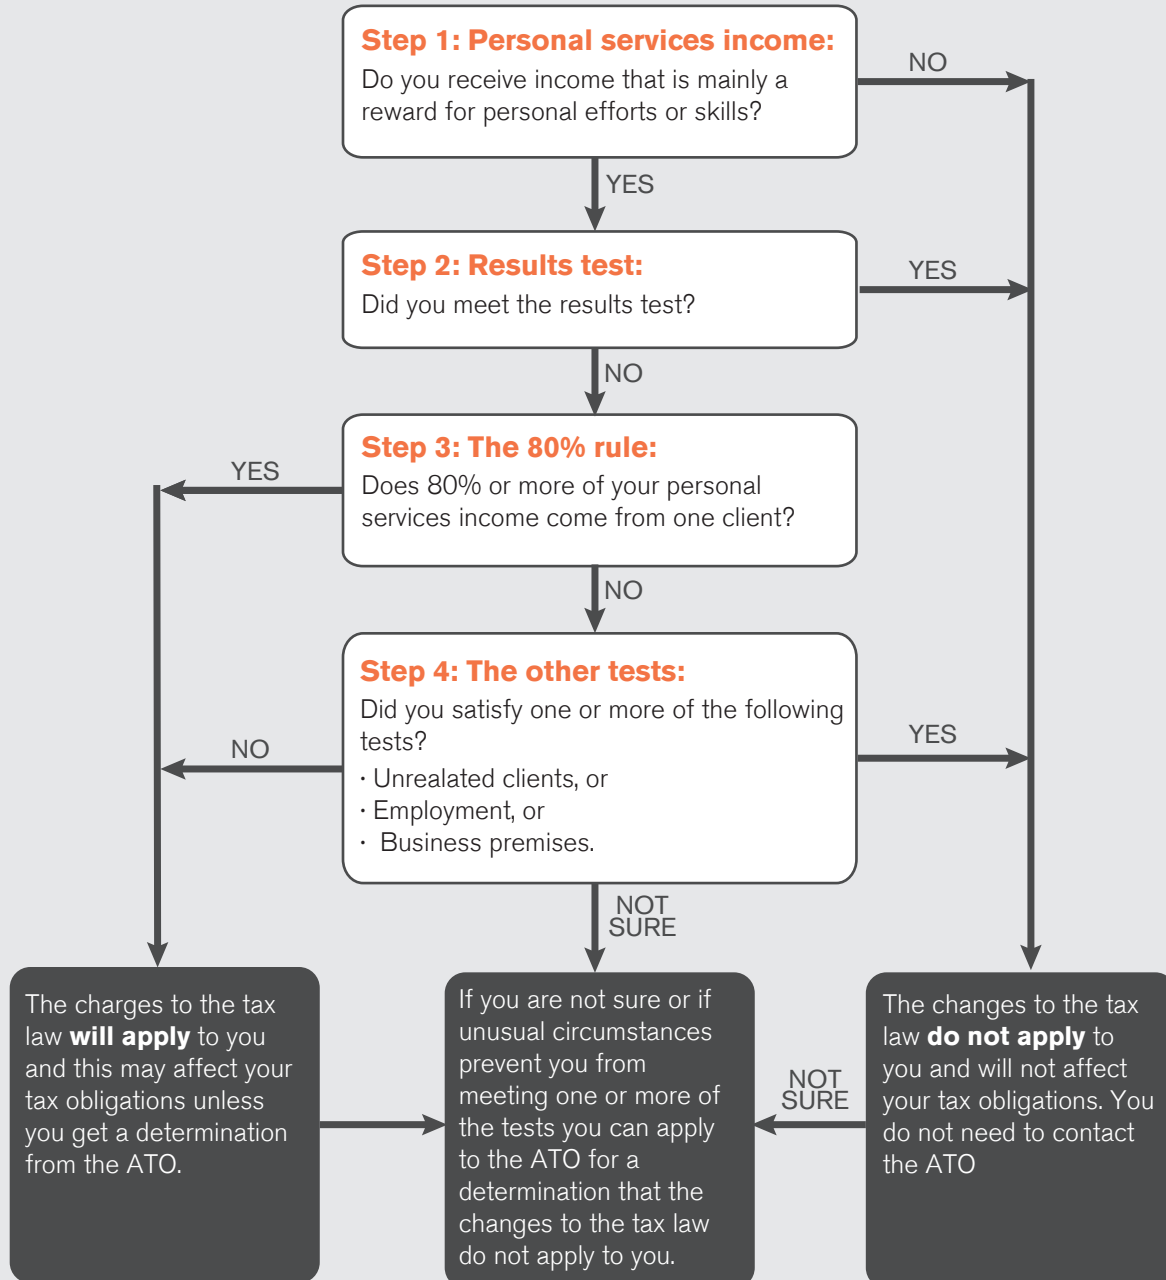 Step 1: Personal services income:
Do you receive income that is mainly a
reward for personal efforts or skills?
NO
YES
Step 2: Results test:
Did you meet the results test?
YES
NO
Step 3: The 80% rule:
Does 80% or more of your personal
services income come from one client?
YES
NO
Step 4: The other tests:
Did you satisfy one or more of the following
tests?
· Unrealated clients, or
· Employment, or
· Business premises.
NO
YES
NOT
SURE
The charges to the tax
law will apply to you
and this may affect your
tax obligations unless
you get a determination
from the ATO.
If you are not sure or if
unusual circumstances
prevent you from
meeting one or more of
the tests you can apply
to the ATO for a
determination that the
changes to the tax law
do not apply to you.
NOT
SURE
The changes to the tax
law do not apply to
you and will not affect
your tax obligations. You
do not need to contact
the ATO